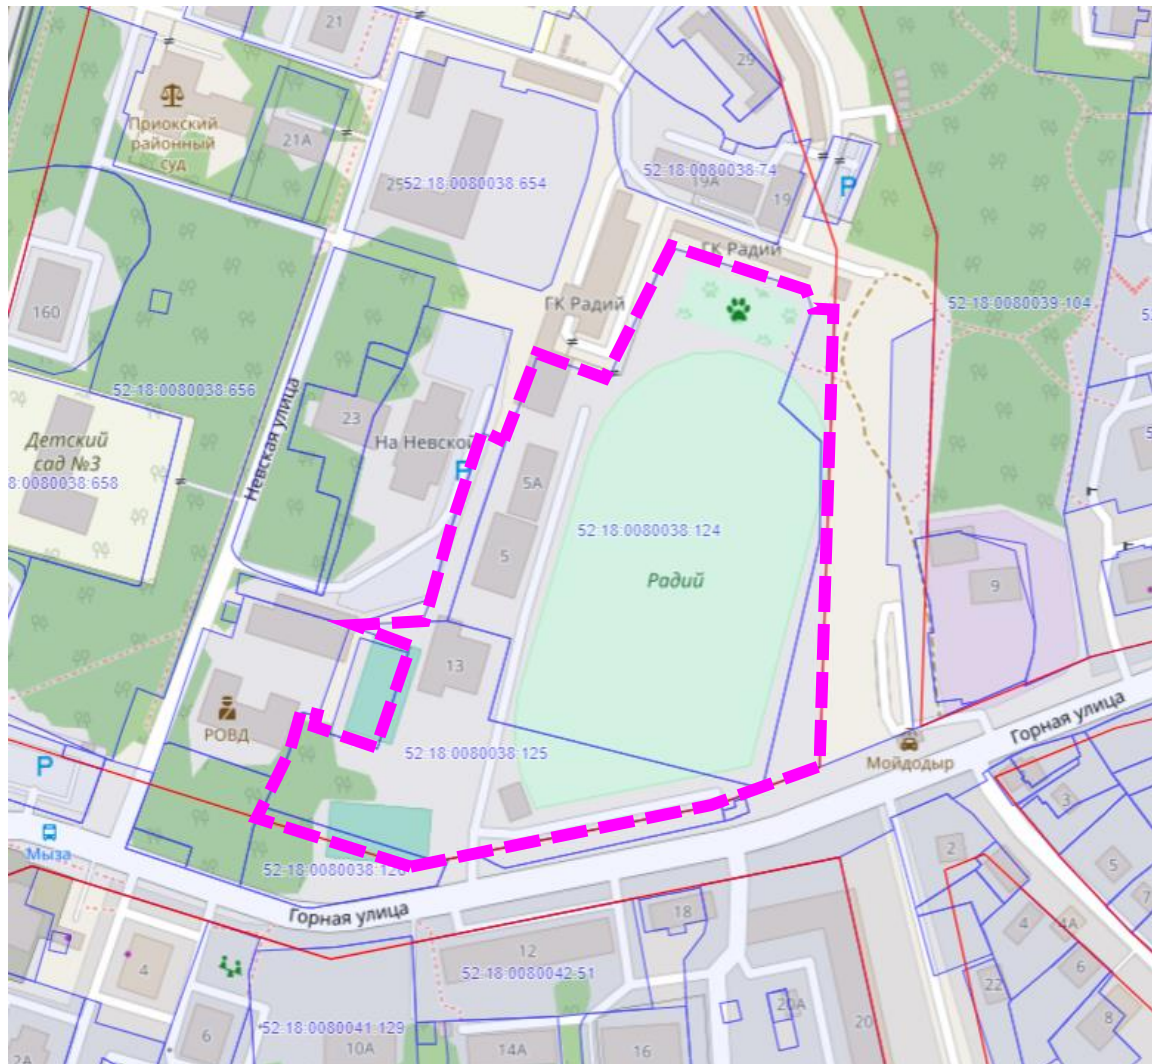 21
29
Приокский
районный
суд
21А
52:18:0080038:654
52:18:0080038:74
19А
19
P
ГК Радий
160
ГК Радий
52:18:0080039:104
52:18:0080038:656
Невская улица
23
На Невской
P
Детский
сад №3
8:0080038:658
5А
5
52:18:0080038:124
Радий
9
13
РОВД
52:18:0080038:125
Горная улица
Мойдодыр
P
Мыза
3
2
5
7
52:18:0080038:126
Горная улица
18
4
4А
12
52:18:0080042:51
4
6
22
6
20А
20
8
52:18:0080041:129
2А
10А
14А
16